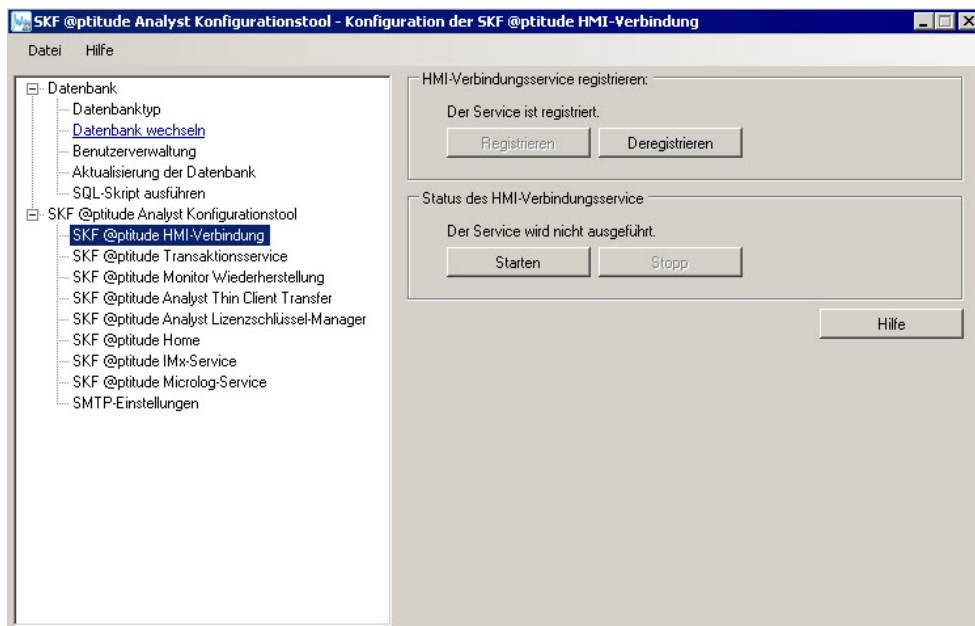 SKF @ptitude Analyst Konfigurationstool - Konfiguration der SKF @ptitude HMI-Verbindung
Datei Hilfe
Datenbank
Datenbanktyp
Datenbank wechseln
Benutzerverwaltung
Aktualisierung der Datenbank
SQL-Skript ausführen
SKF @ptitude Analyst Konfigurationstool
SKF @ptitude HMI-Verbindung
SKF @ptitude Transaktionsservice
SKF @ptitude Monitor Wiederherstellung
SKF @ptitude Analyst Thin Client Transfer
SKF @ptitude Analyst Lizenzschlüssel-Manager
SKF @ptitude Home
SKF @ptitude IMx-Service
SKF @ptitude Microlog-Service
SMTP-Einstellungen
HMI-Verbindungsservice registrieren:
Der Service ist registriert.
Registrieren Deregistrieren
Status des HMI-Verbindungsservice
Der Service wird nicht ausgeführt.
Starten Stopp
Hilfe